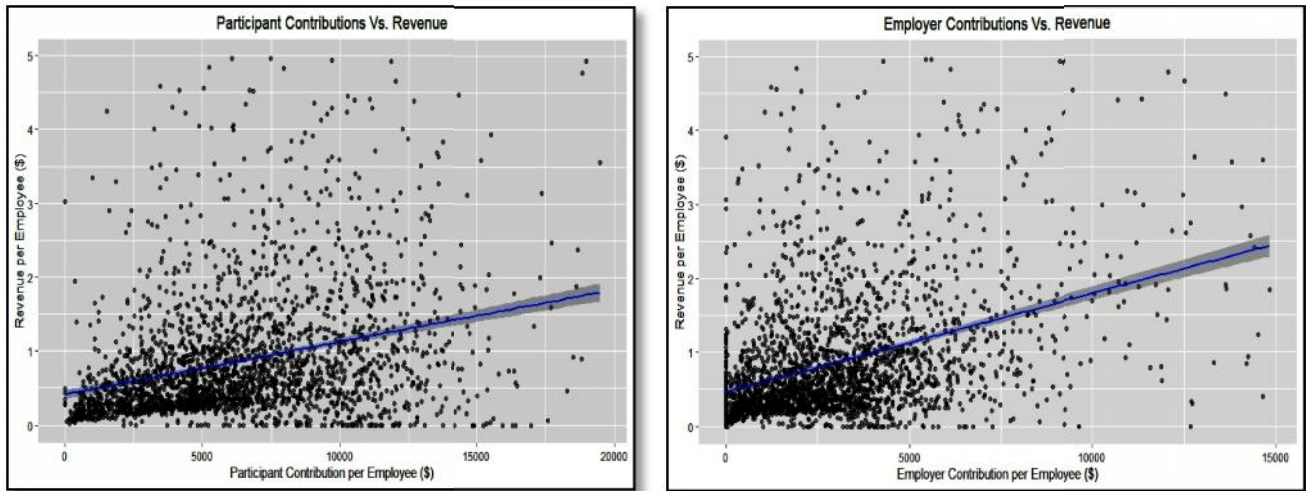 Participant Contributions Vs. Revenue
5
4
3
2
1
0
Revenue per Employee ($)
0 5000 10000 15000 20000
Participant Contribution per Employee ($)
Employer Contributions Vs. Revenue
5
4
3
2
1
0
Revenue per Employee ($)
0 5000 10000 15000
Employer Contribution per Employee ($)